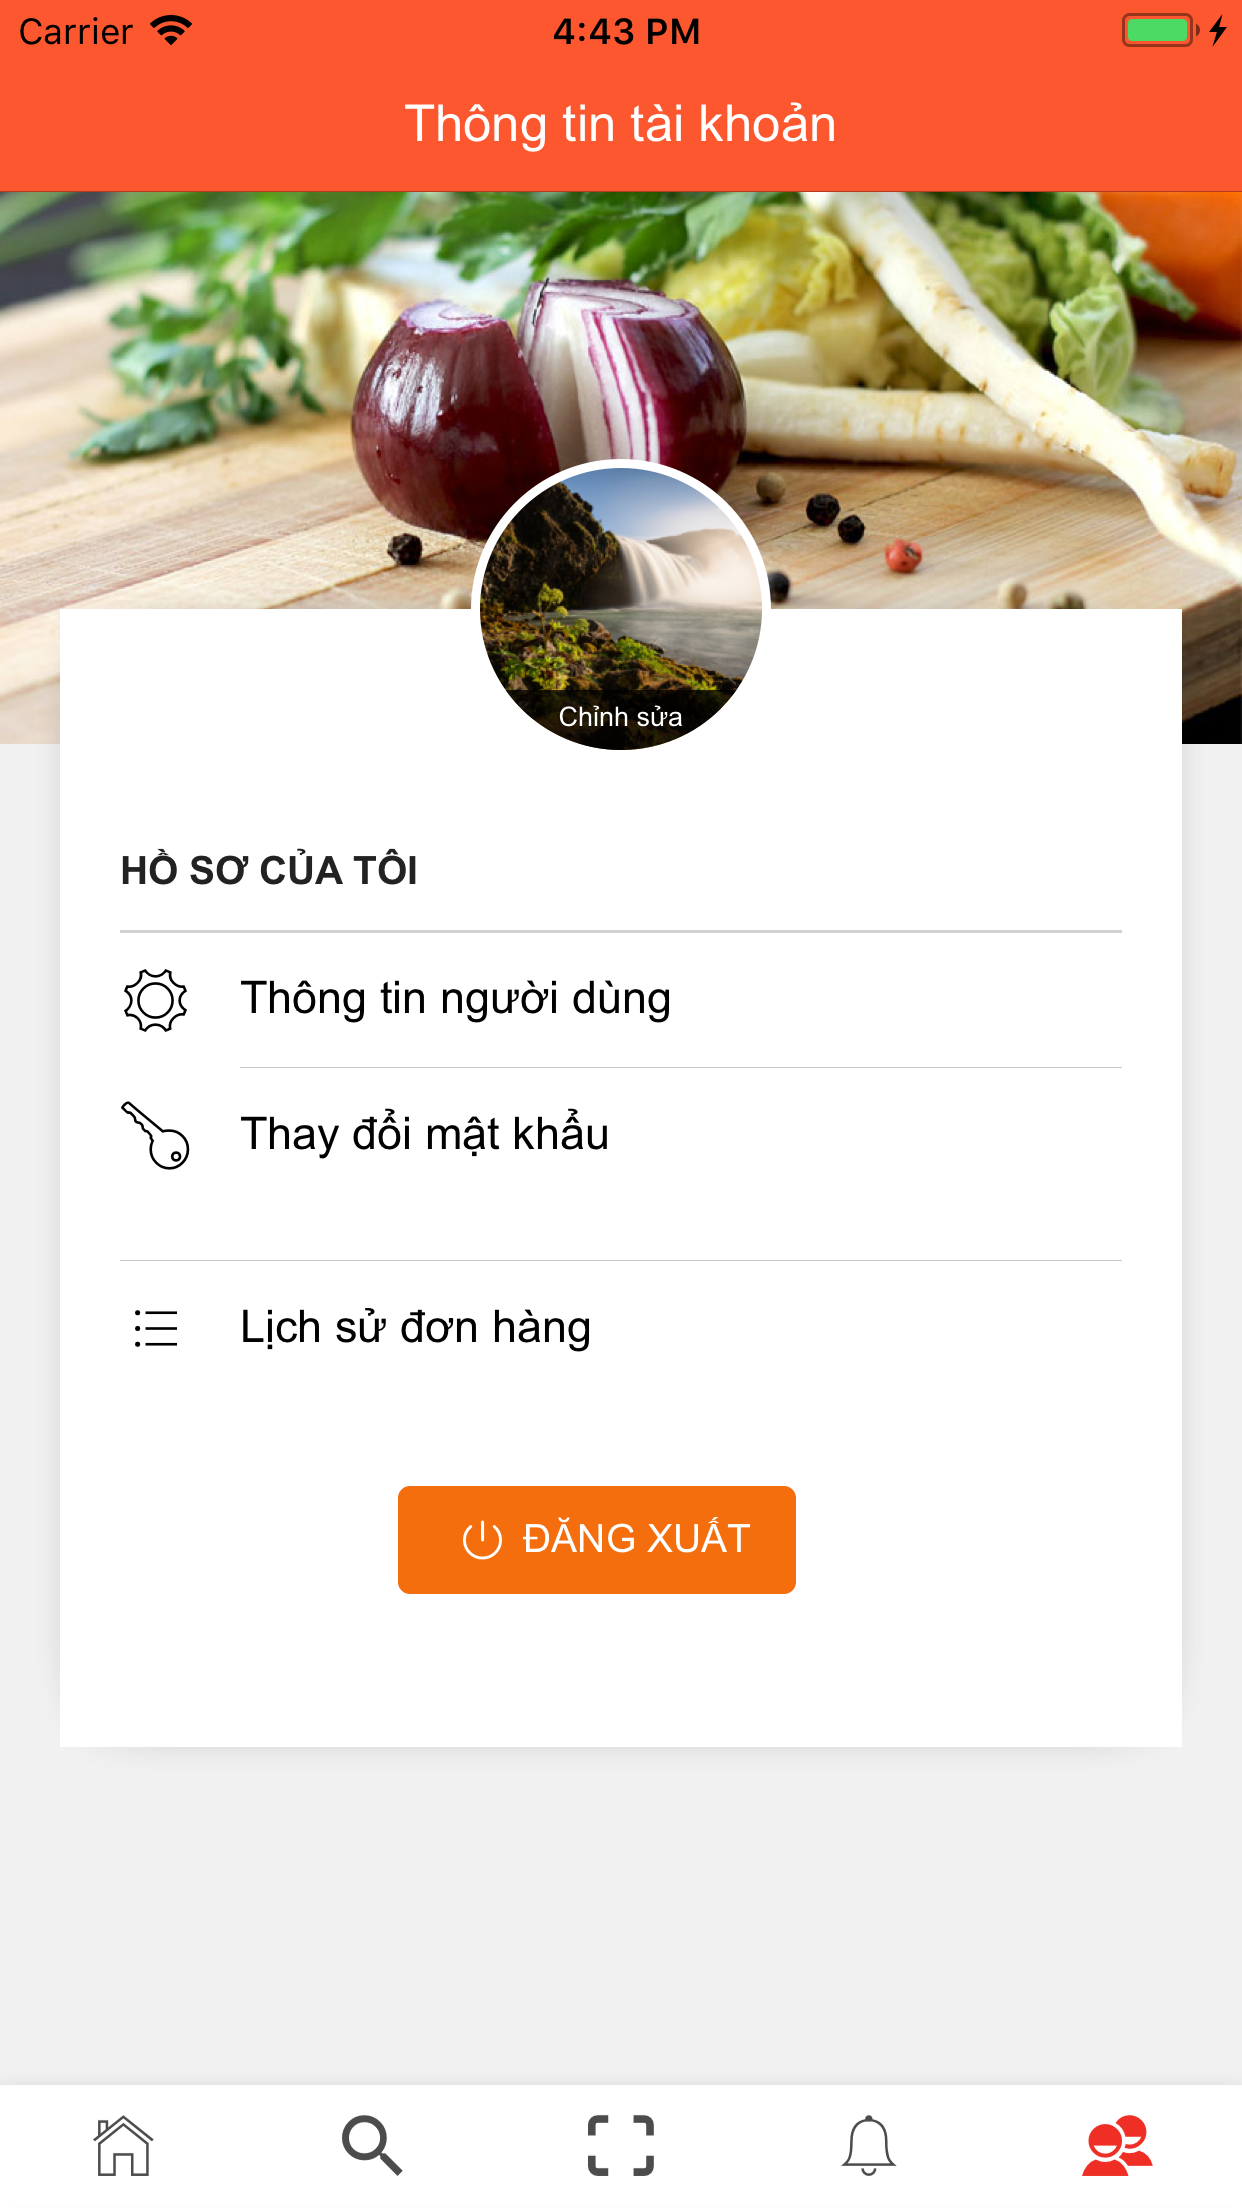 Carrier 4:43 PM
Thông tin tài khoản
Chỉnh sửa
HỒ SƠ CỦA TÔI
Thông tin người dùng
Thay đổi mật khẩu
Lịch sử đơn hàng
ĐĂNG XUẤT